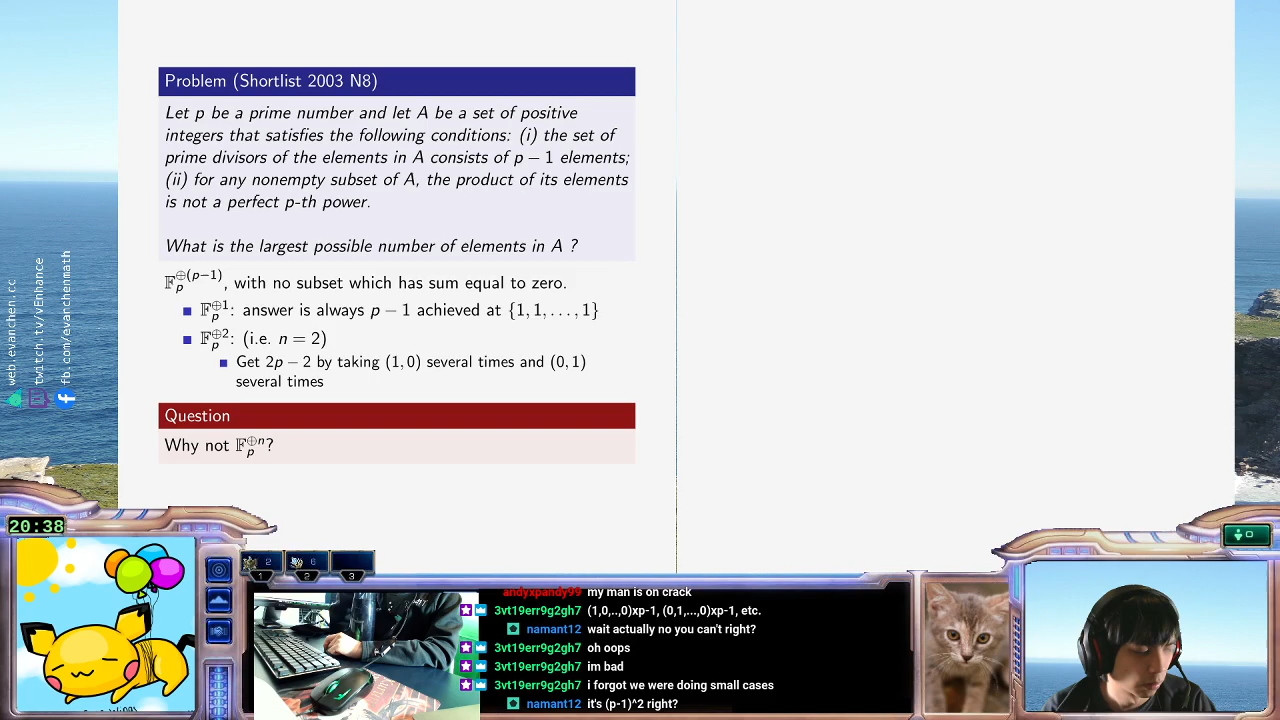 Problem (Shortlist 2003 N8)
Let p be a prime number and let A be a set of positive
integers that satisfies the following conditions: (i) the set of
prime divisors of the elements in A consists of p − 1 elements;
(ii) for any nonempty subset of A, the product of its elements
is not a perfect p-th power.
What is the largest possible number of elements in A ?
𝔽_p^{⊕(p−1)}, with no subset which has sum equal to zero.
𝔽_p^{⊕1}: answer is always p − 1 achieved at {1, 1, . . . , 1}
𝔽_p^{⊕2}: (i.e. n = 2)
Get 2p − 2 by taking (1, 0) several times and (0, 1)
several times
Question
Why not 𝔽_p^{⊕n}?
web.evanchen.cc
twitch.tv/vEnhance
fb.com/evanchenmath
20:38
2
6
1
2
3
0
andyxpandy99 my man is on crack
3vt19err9g2gh7 (1,0,..,0)xp-1, (0,1,...,0)xp-1, etc.
namant12 wait actually no you can't right?
3vt19err9g2gh7 oh oops
3vt19err9g2gh7 im bad
3vt19err9g2gh7 i forgot we were doing small cases
namant12 it's (p-1)^2 right?